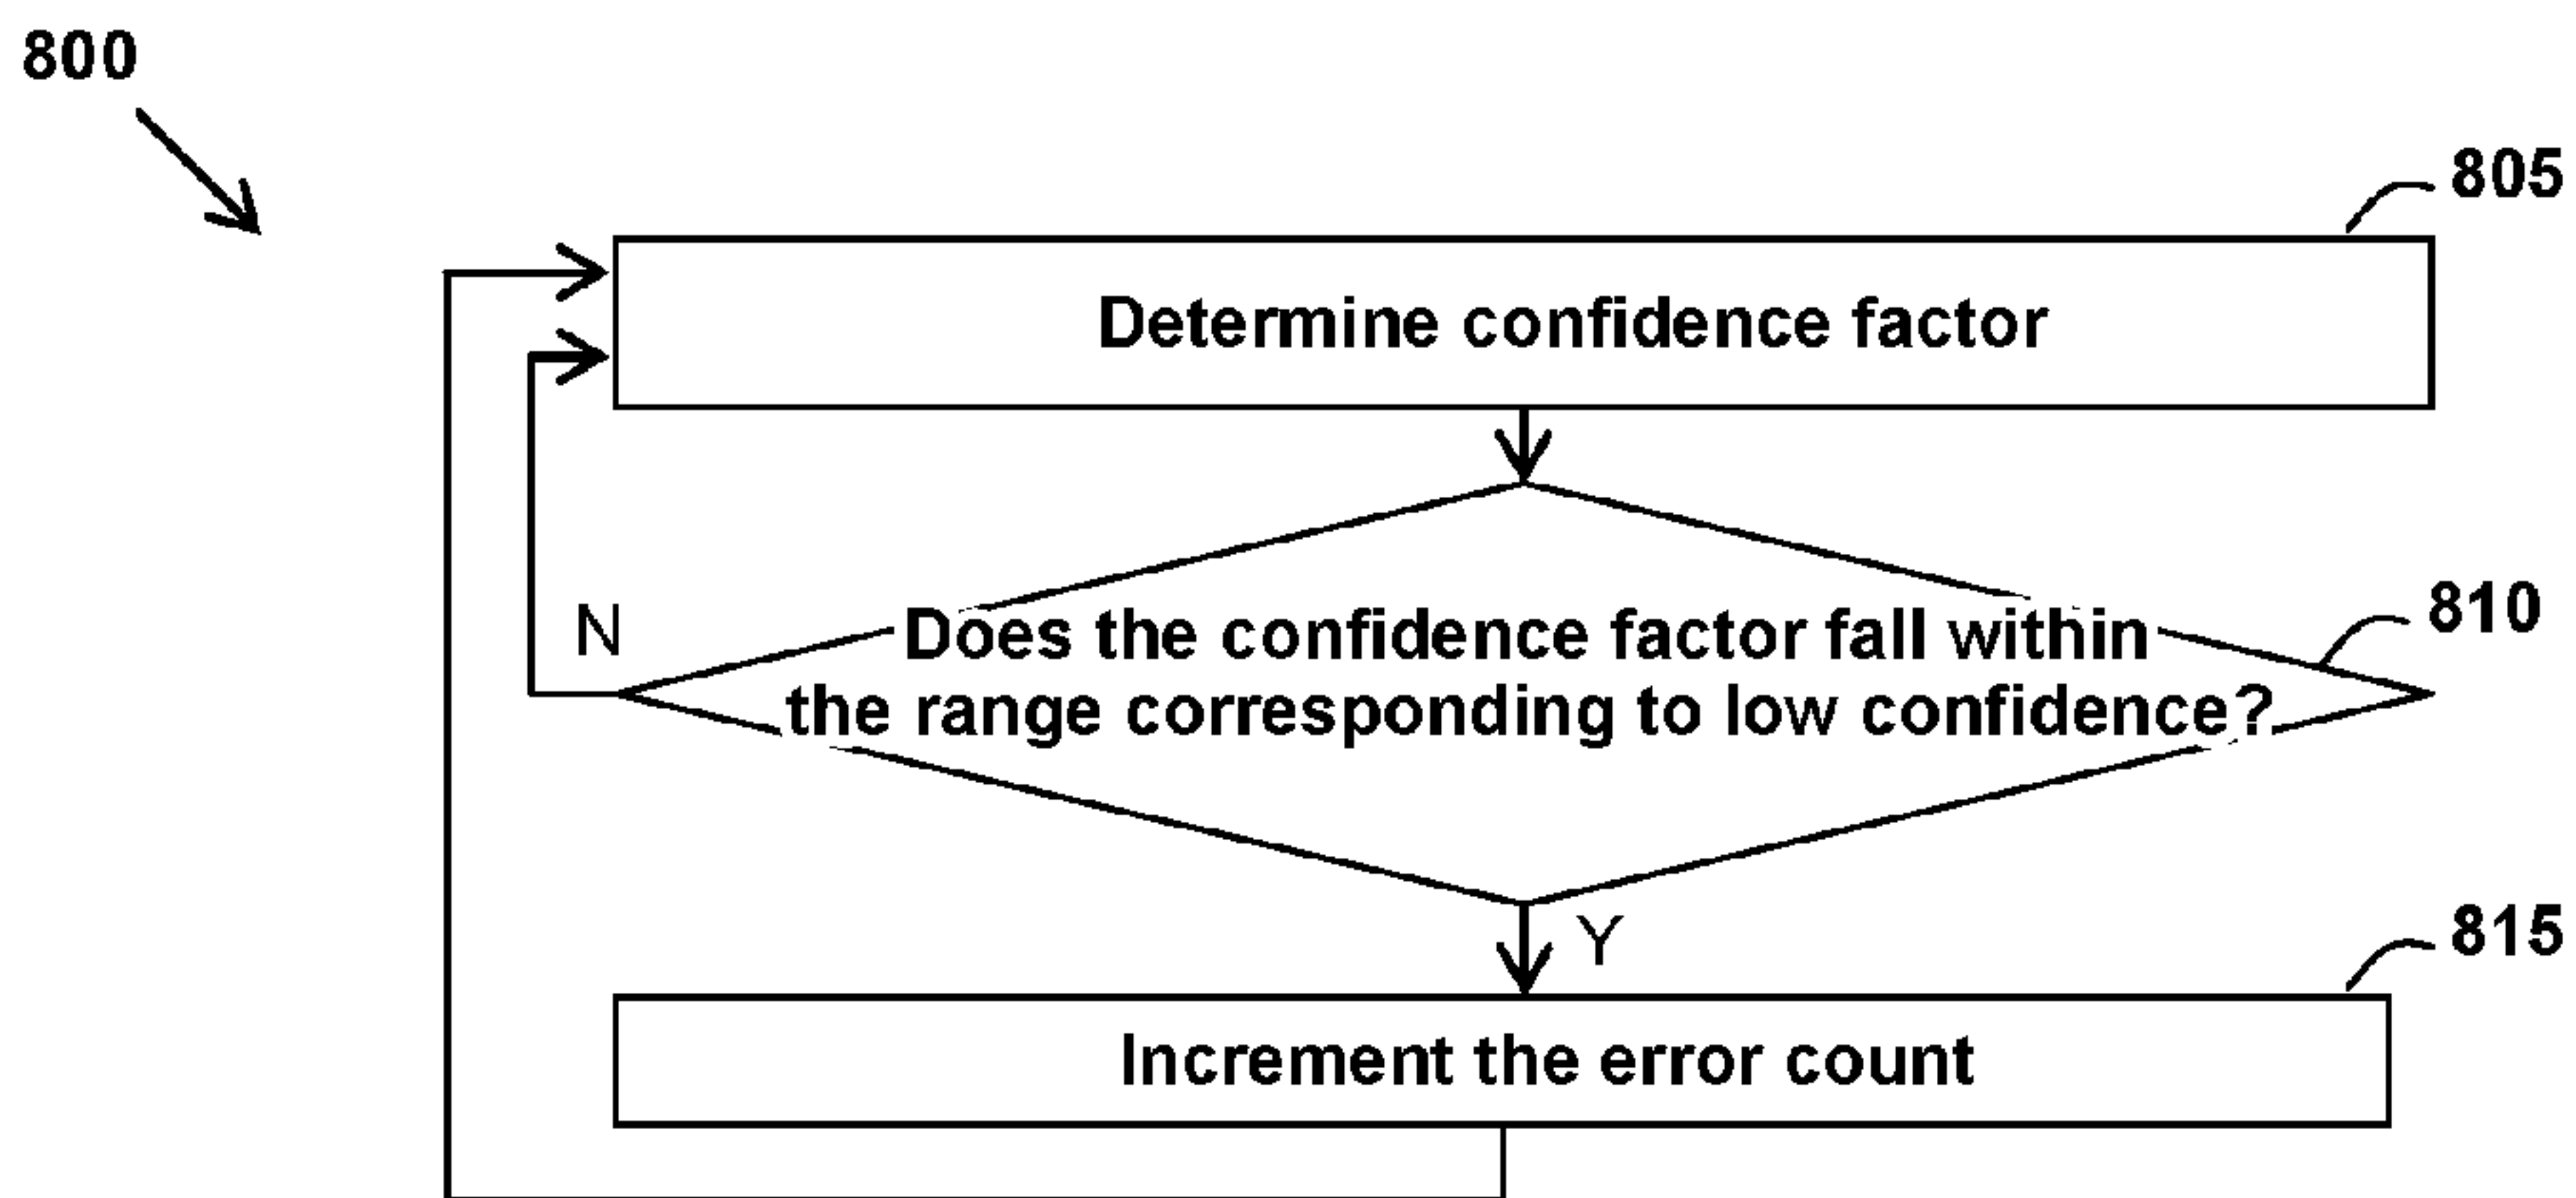 800
805
Determine confidence factor
N
810
Does the confidence factor fall within
the range corresponding to low confidence?
Y
815
Increment the error count